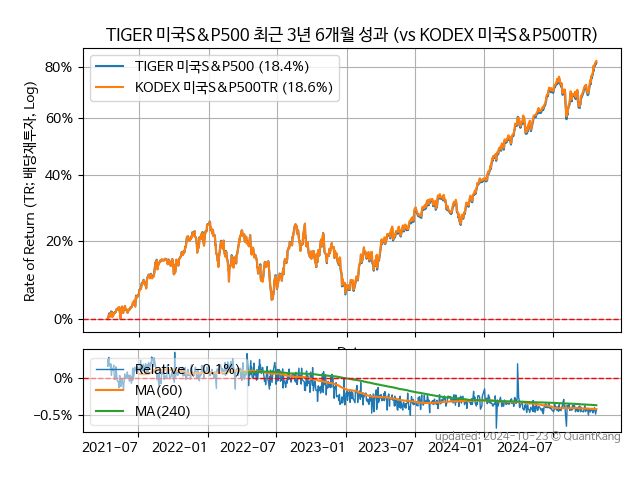 TIGER 미국S&P500 최근 3년 6개월 성과 (vs KODEX 미국S&P500TR)
TIGER 미국S&P500 (18.4%)
KODEX 미국S&P500TR (18.6%)
80%
60%
40%
20%
0%
Rate of Return (TR: 배당재투자, Log)
Relative (−0.1%)
MA(60)
MA(240)
0%
−0.5%
2021-07 2022-01 2022-07 2023-01 2023-07 2024-01 2024-07
updated: 2024-10-23 © QuantKang